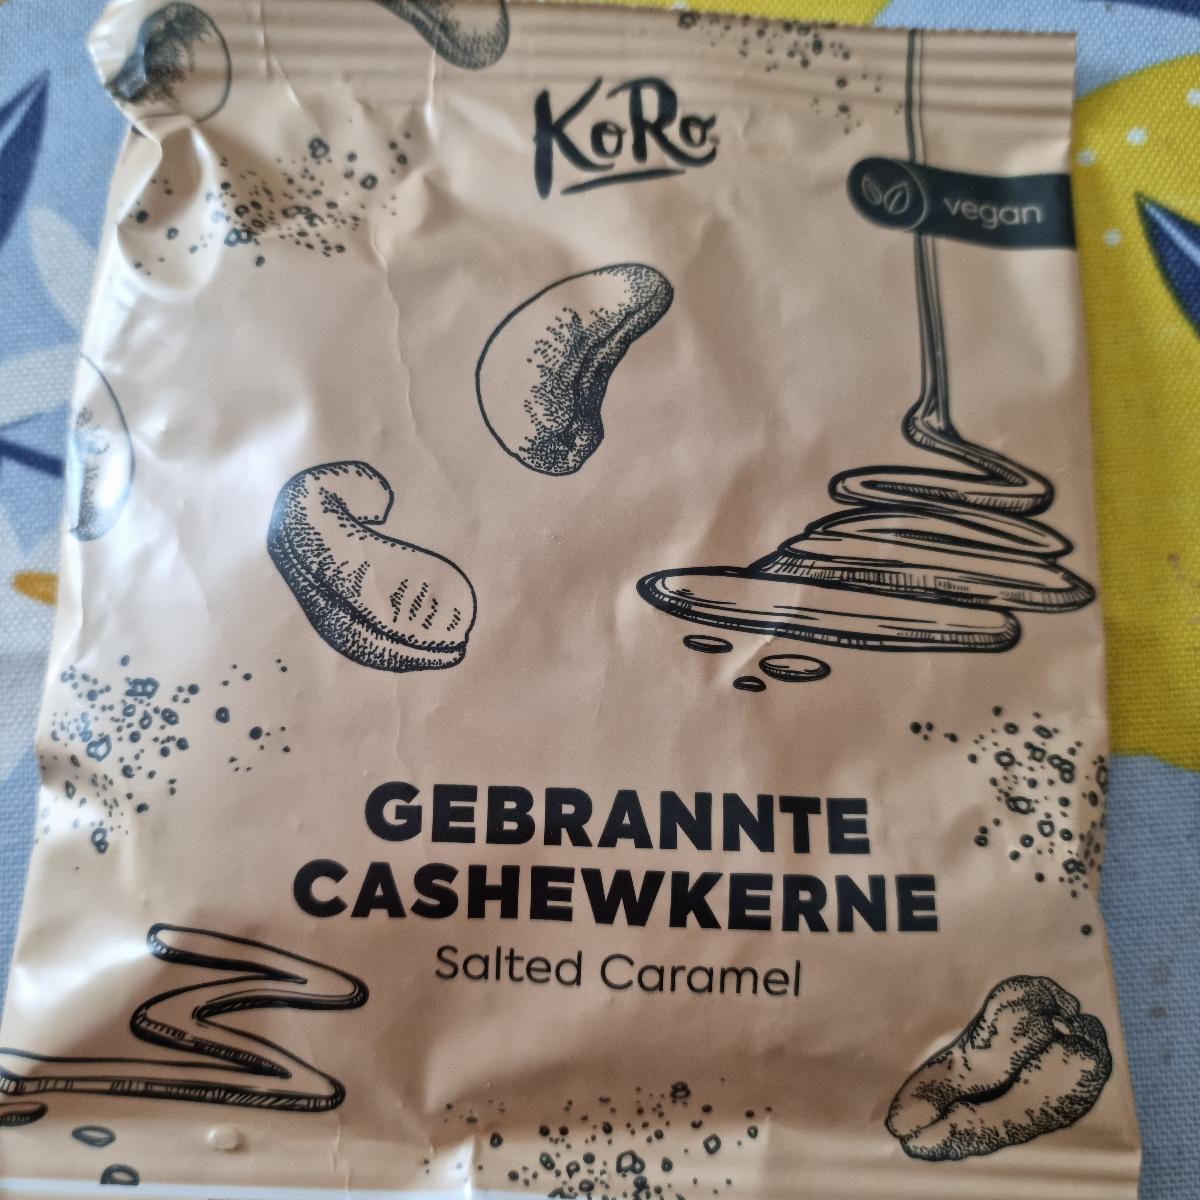 KoRo
vegan
GEBRANNTE
CASHEWKERNE
Salted Caramel